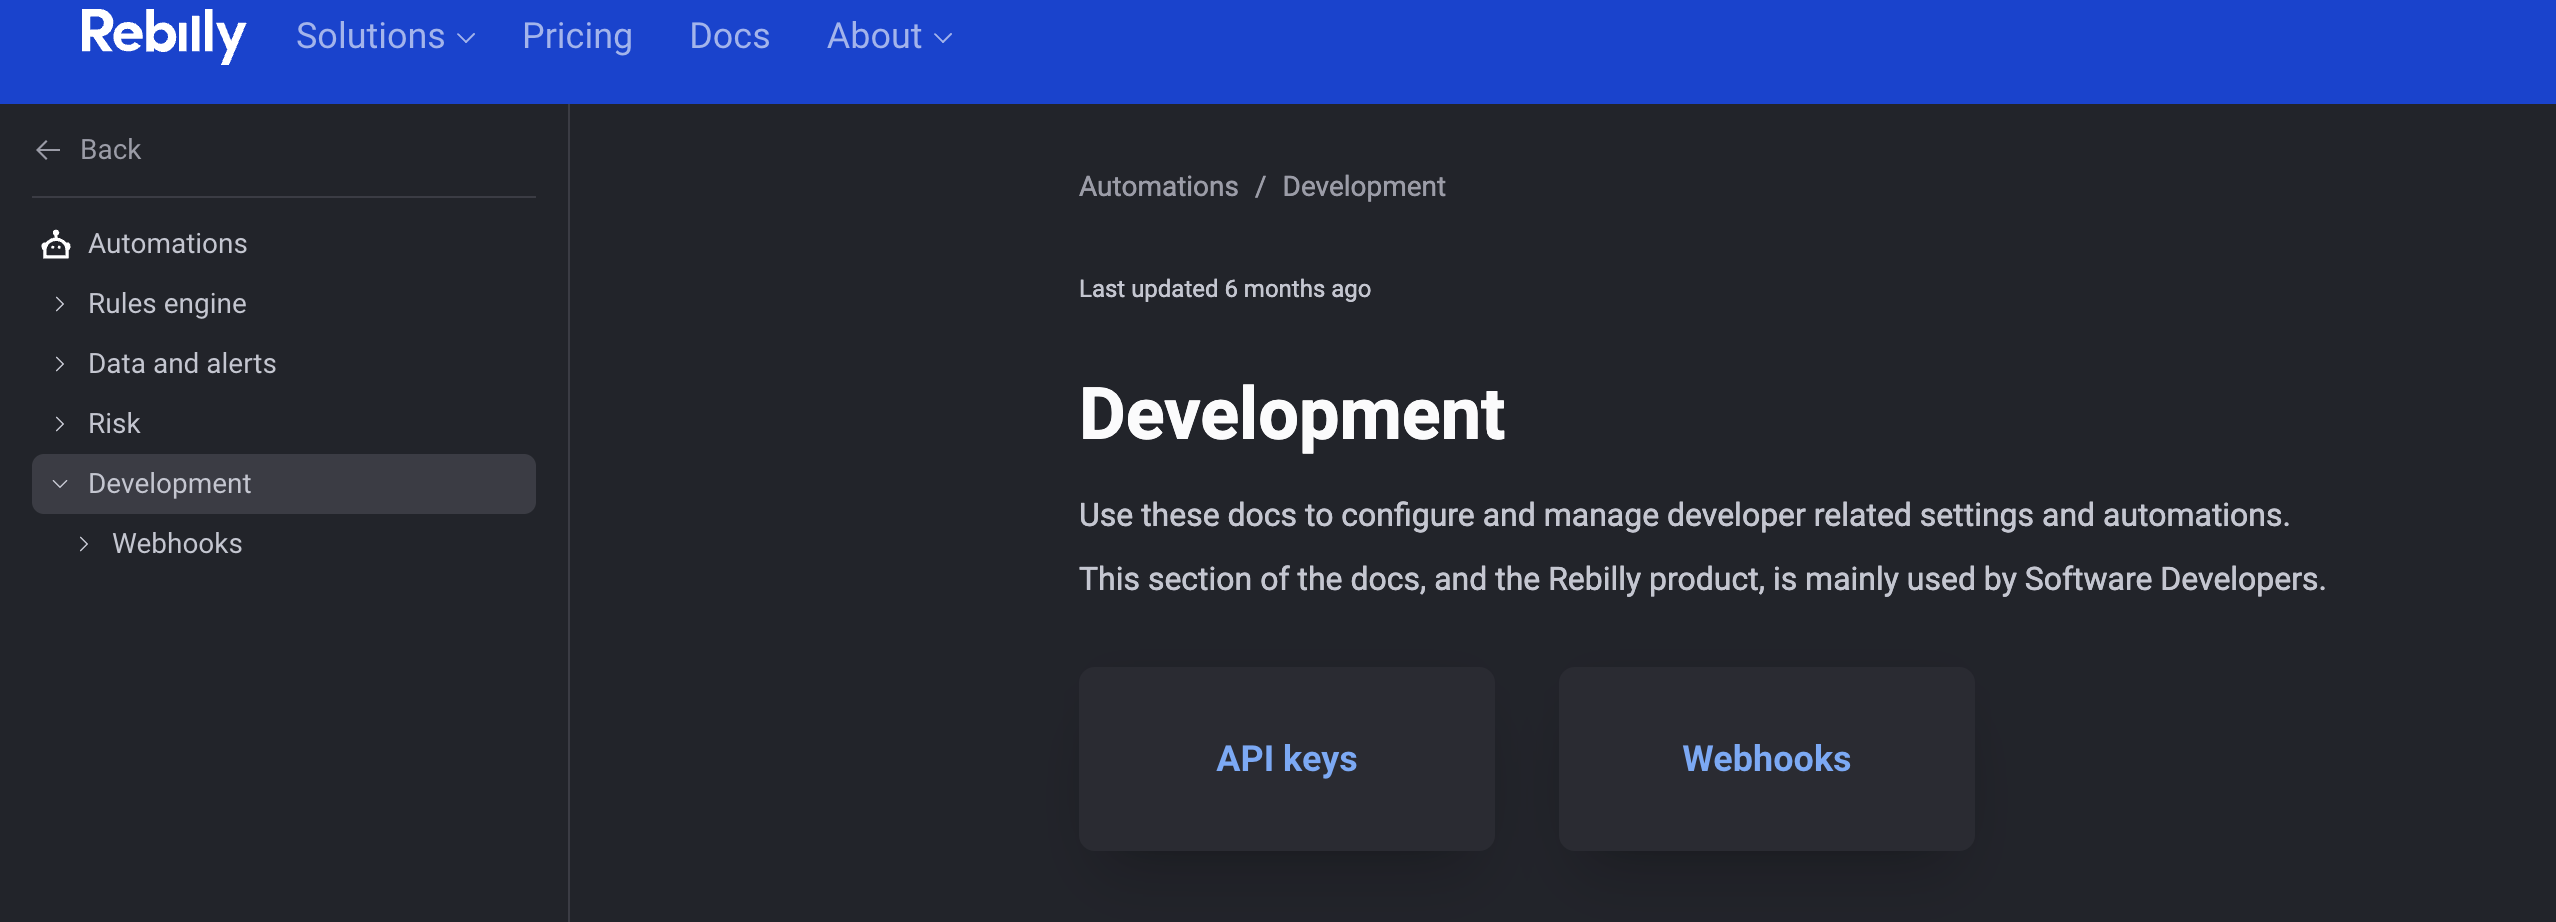 Rebilly
Solutions
Pricing
Docs
About
Back
Automations
Rules engine
Data and alerts
Risk
Development
Webhooks
Automations / Development
Last updated 6 months ago
Development
Use these docs to configure and manage developer related settings and automations.
This section of the docs, and the Rebilly product, is mainly used by Software Developers.
API keys
Webhooks